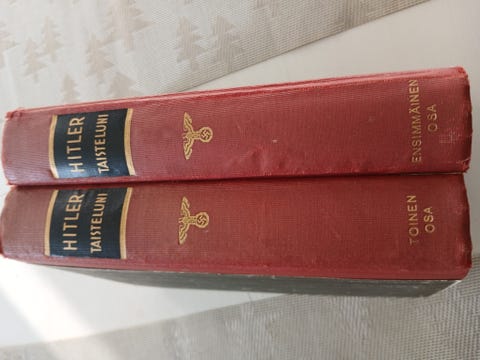 HITLER
TAISTELUNI
ENSIMMÄINEN
OSA
HITLER
TAISTELUNI
TOINEN
OSA